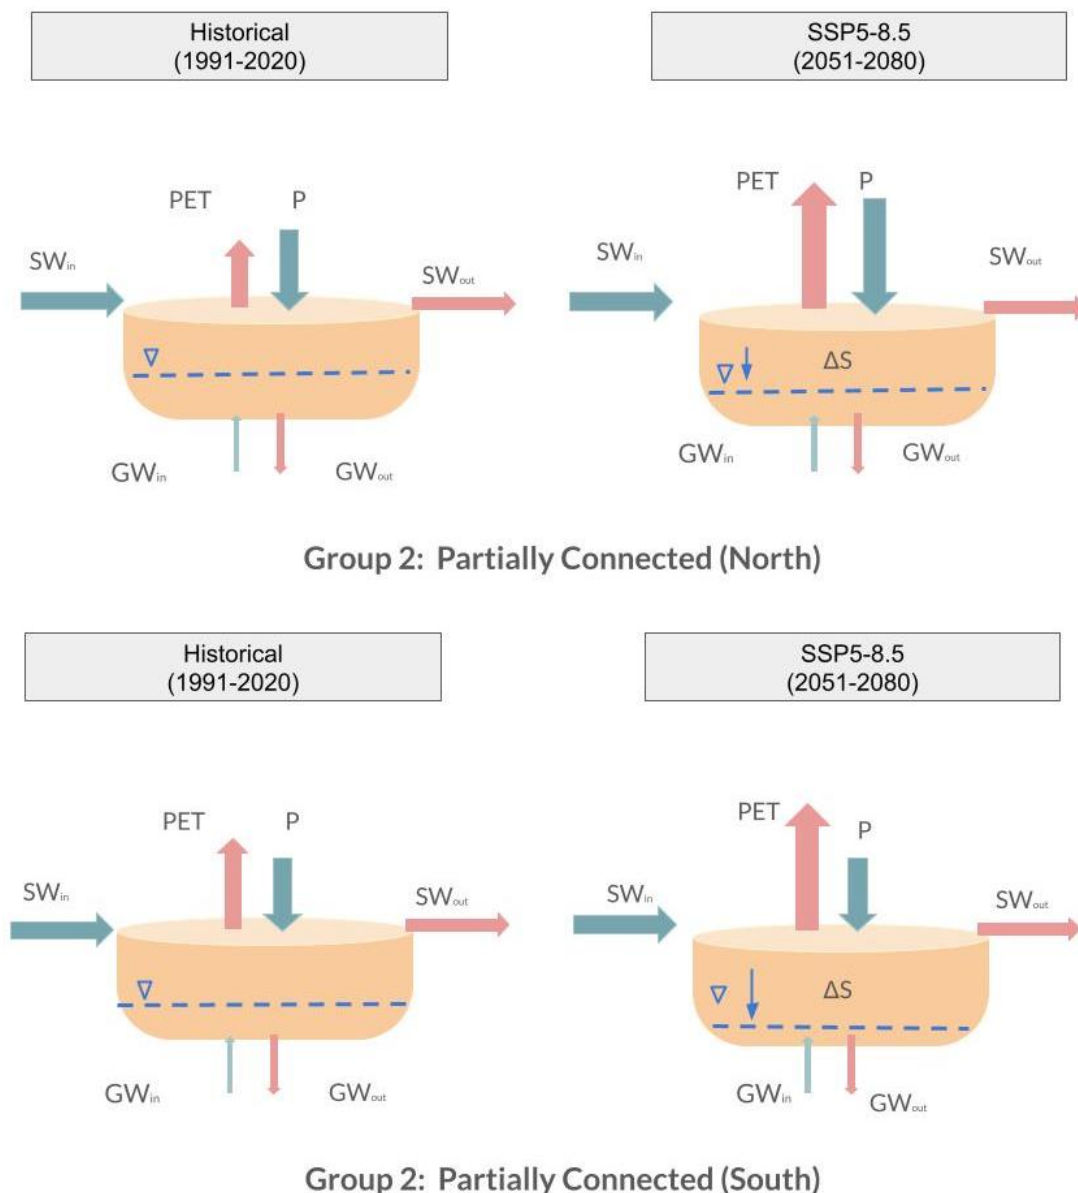 Historical
(1991-2020)
SSP5-8.5
(2051-2080)
PET
P
SWin
SWout
GWin
GWout
PET
P
SWin
SWout
ΔS
GWin
GWout
Group 2: Partially Connected (North)
Historical
(1991-2020)
SSP5-8.5
(2051-2080)
PET
P
SWin
SWout
GWin
GWout
PET
P
SWin
SWout
ΔS
GWin
GWout
Group 2: Partially Connected (South)